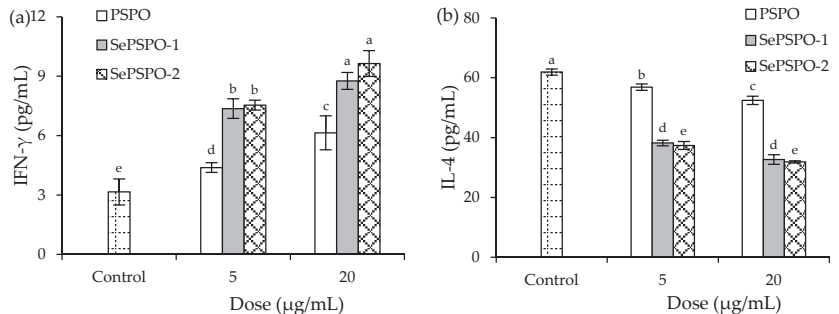 (a)
PSPO
SePSPO-1
SePSPO-2
IFN-γ (pg/mL)
12
9
6
3
0
e
d
b
b
c
a
a
Control
5
20
Dose (μg/mL)
(b)
PSPO
SePSPO-1
SePSPO-2
IL-4 (pg/mL)
80
60
40
20
0
a
b
d
e
c
d
e
Control
5
20
Dose (μg/mL)